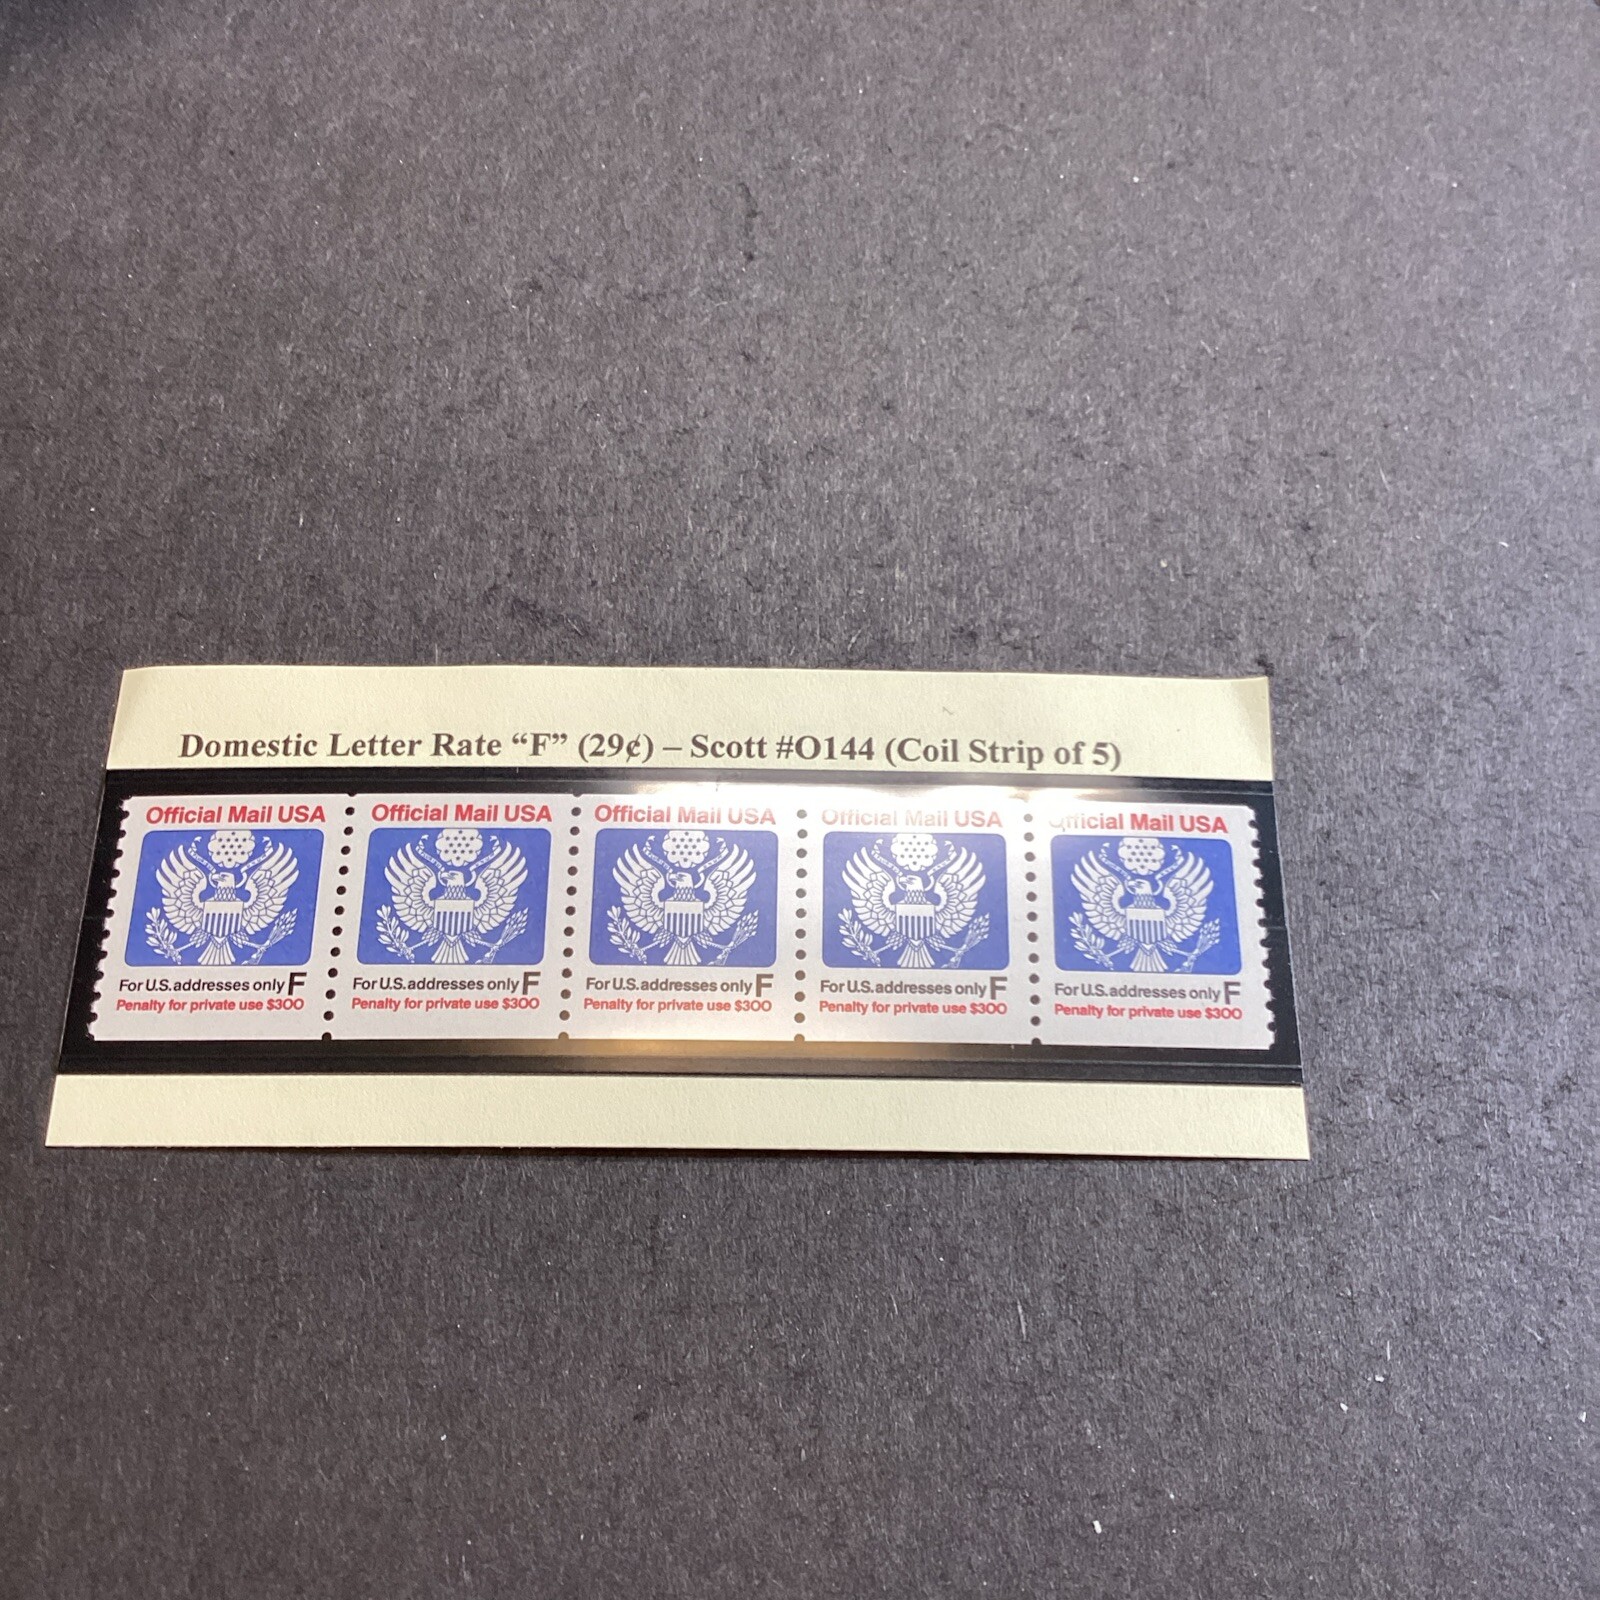 Domestic Letter Rate “F” (29¢) – Scott #O144 (Coil Strip of 5)
Official Mail USA
For U.S. addresses only F
Penalty for private use $300
Official Mail USA
For U.S. addresses only F
Penalty for private use $300
Official Mail USA
For U.S. addresses only F
Penalty for private use $300
Official Mail USA
For U.S. addresses only F
Penalty for private use $300
Official Mail USA
For U.S. addresses only F
Penalty for private use $300